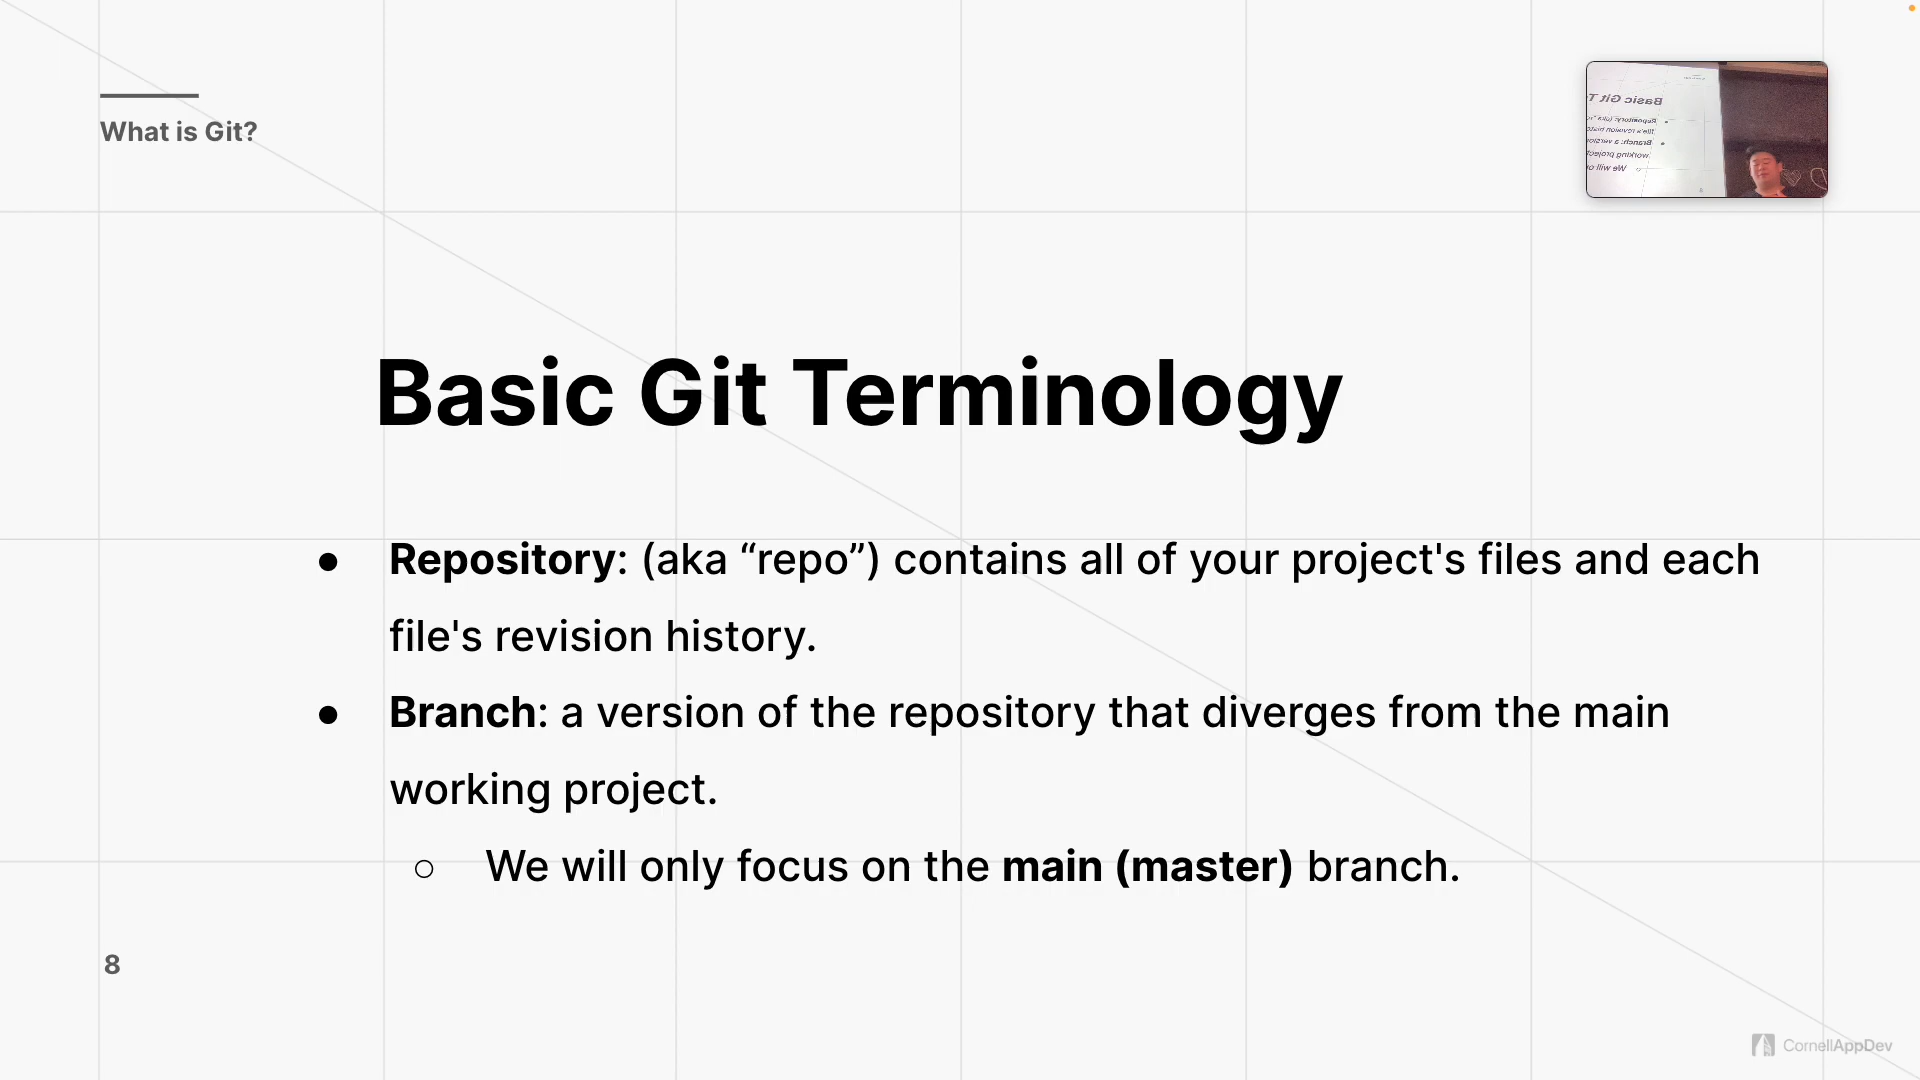 What is Git?
Basic Git T
Basic Git Terminology
● Repository: (aka “repo”) contains all of your project's files and each
file's revision history.
● Branch: a version of the repository that diverges from the main
working project.
○ We will only focus on the main (master) branch.
8
CornellAppDev